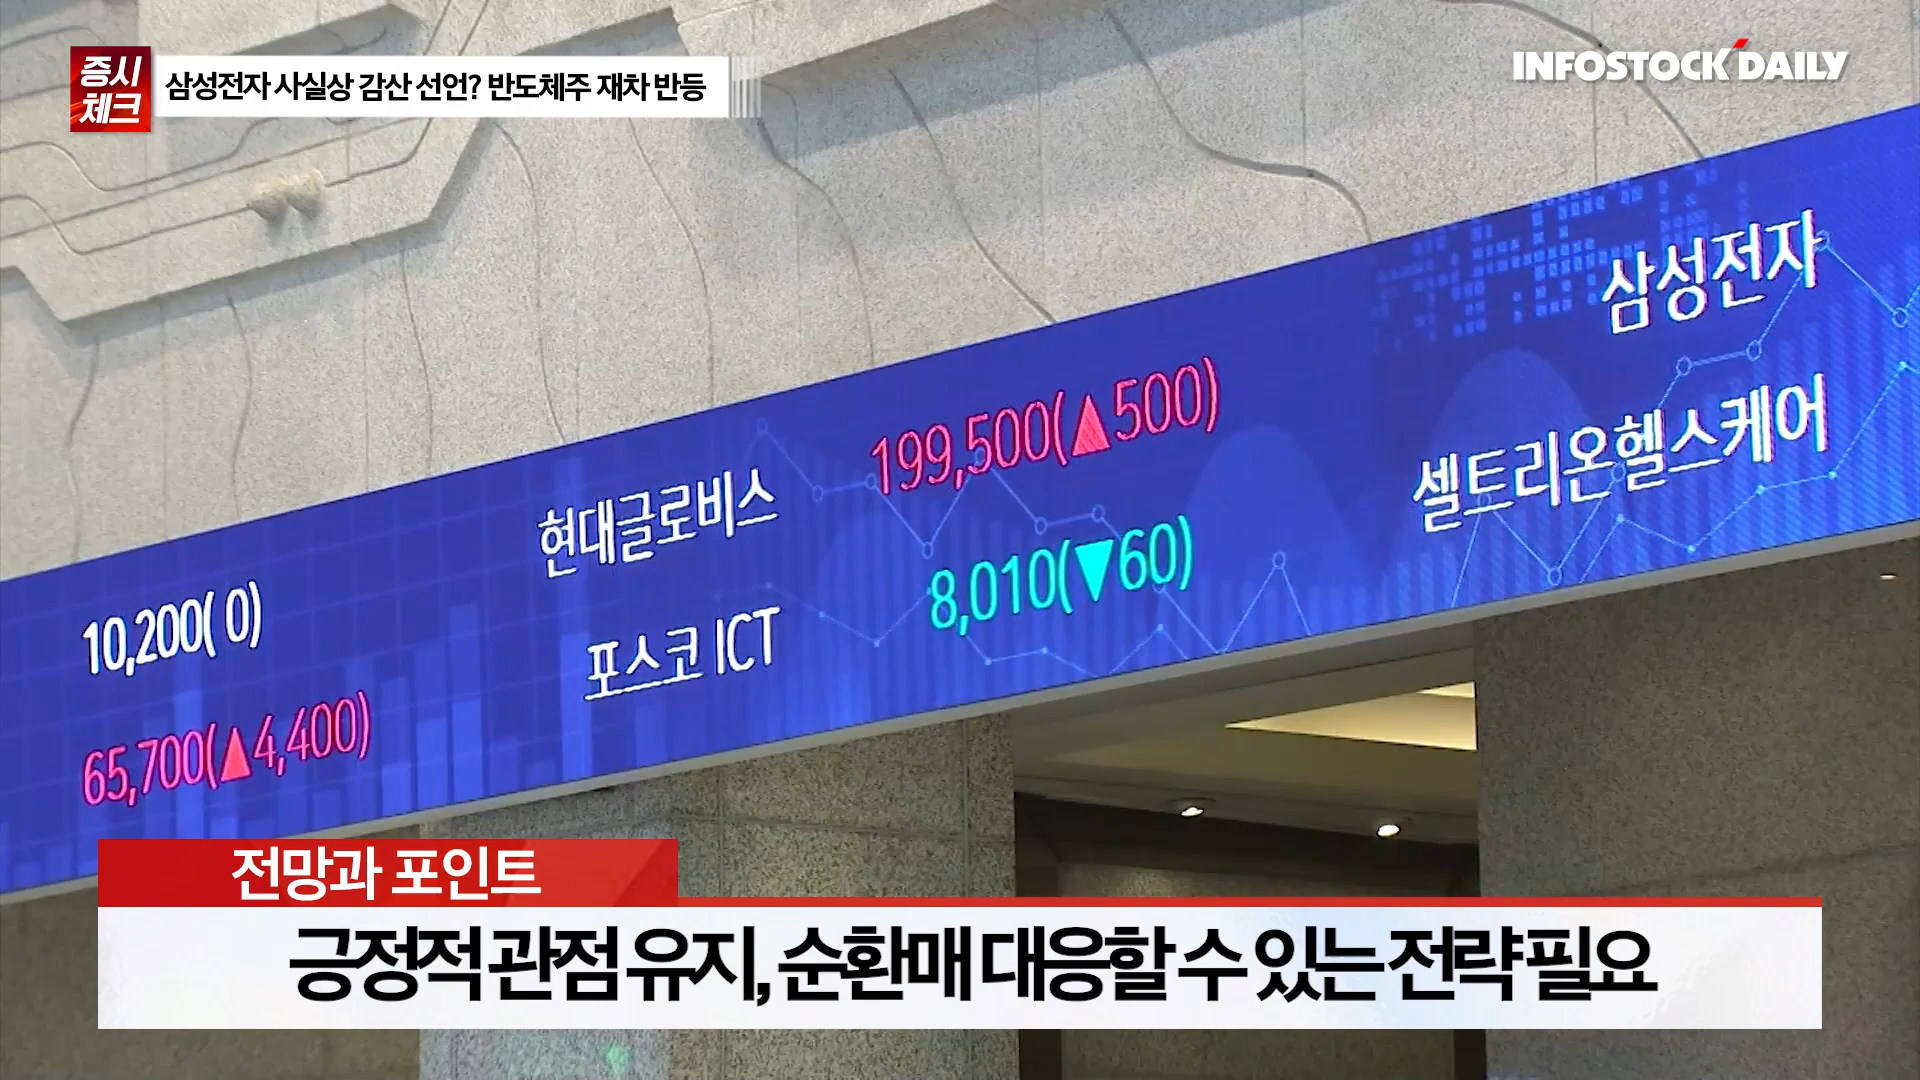 증시
체크
삼성전자 사실상 감산 선언? 반도체주 재차 반등
INFOSTOCK DAILY
삼성전자
현대글로비스 199,500(▲500)
셀트리온헬스케어
10,200( 0)
포스코 ICT 8,010(▼60)
65,700(▲4,400)
전망과 포인트
긍정적 관점 유지, 순환매 대응할 수 있는 전략 필요